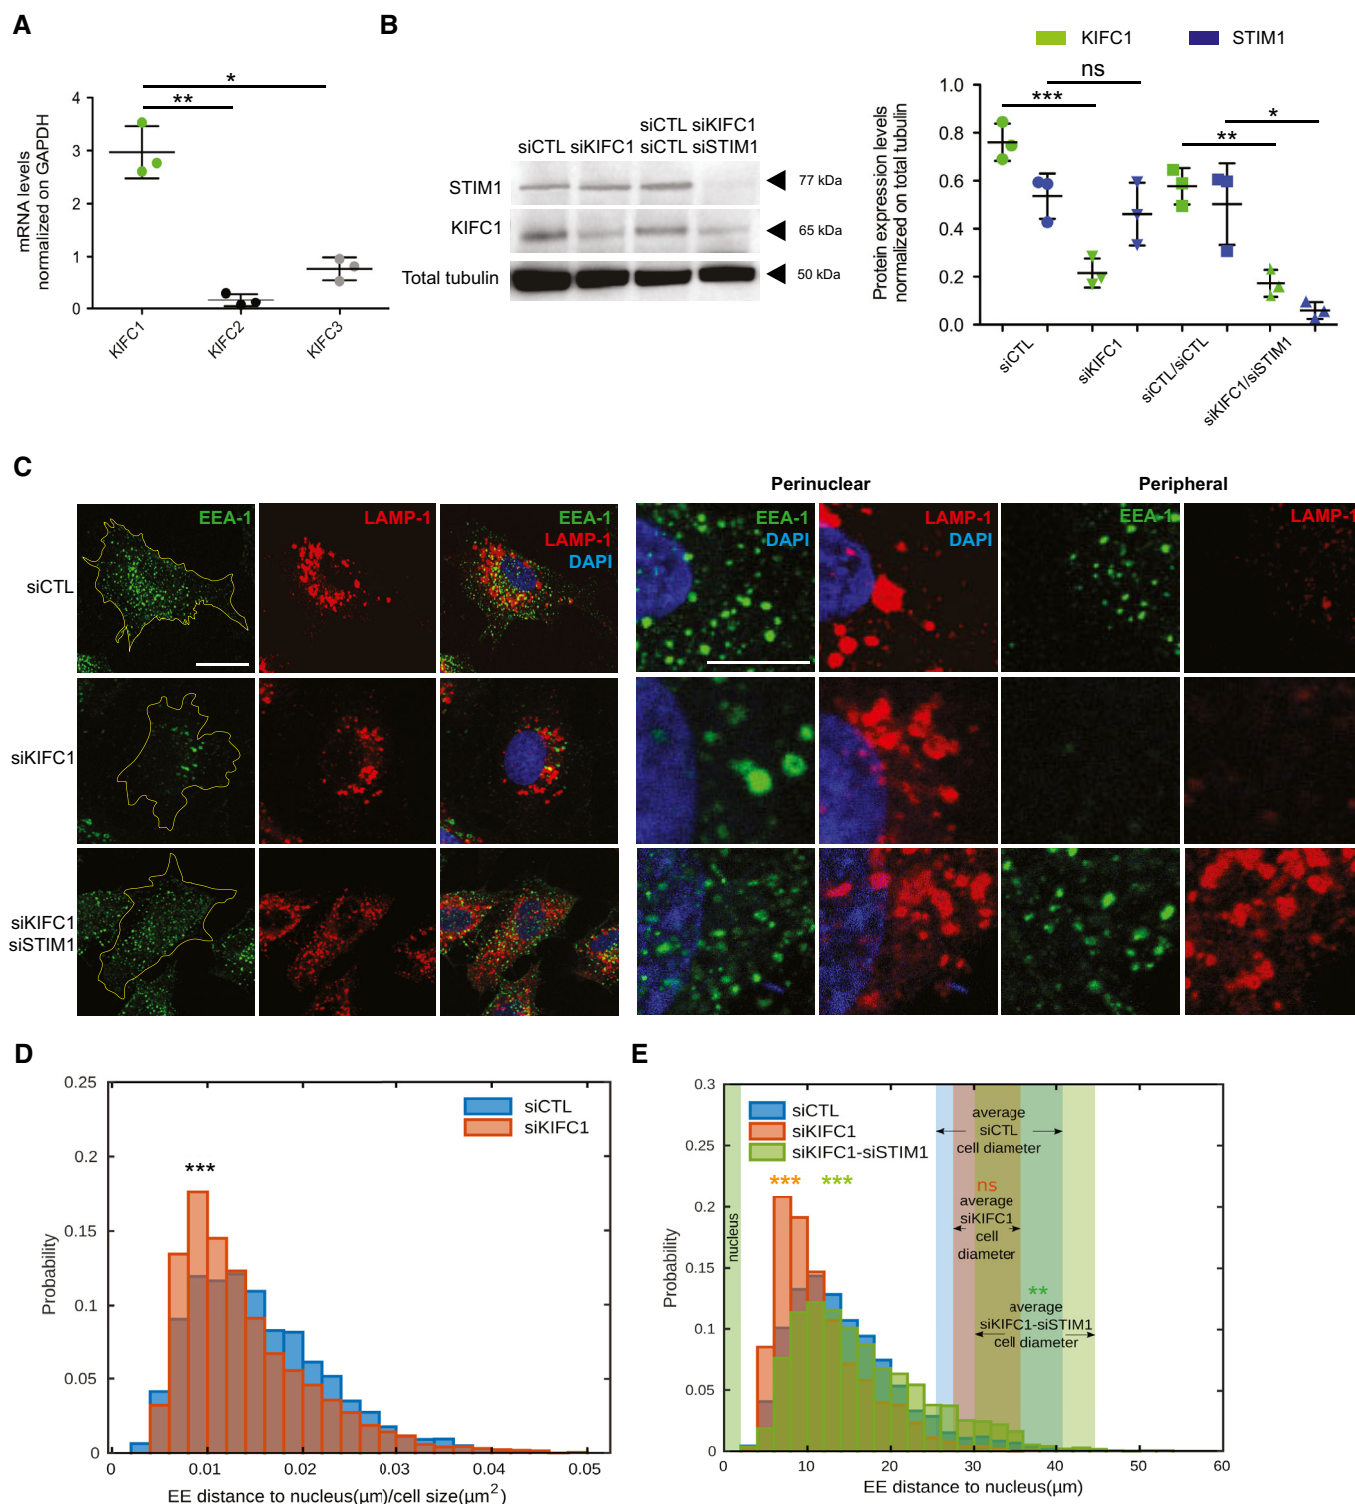 A
mRNA levels
normalized on GAPDH
4
3
2
1
0
*
**
KIFC1
KIFC2
KIFC3
B
siCTL siKIFC1
siCTL siKIFC1 siCTL siSTIM1
STIM1
KIFC1
Total tubulin
77 kDa
65 kDa
50 kDa
KIFC1
STIM1
Protein expression levels
normalized on total tubulin
1.0
0.8
0.6
0.4
0.2
0.0
ns
***
*
**
siCTL
siKIFC1
siCTL/siCTL
siKIFC1/siSTIM1
C
Perinuclear
Peripheral
EEA-1
LAMP-1
EEA-1
LAMP-1
DAPI
EEA-1
DAPI
LAMP-1
DAPI
EEA-1
LAMP-1
siCTL
siKIFC1
siKIFC1
siSTIM1
D
0.25
0.2
0.15
0.1
0.05
0
Probability
siCTL
siKIFC1
***
0
0.01
0.02
0.03
0.04
0.05
EE distance to nucleus(µm)/cell size(µm²)
E
0.3
0.25
0.2
0.15
0.1
0.05
0
Probability
nucleus
siCTL
siKIFC1
siKIFC1-siSTIM1
*** ***
average
siCTL
cell diameter
ns
average
siKIFC1
cell
diameter
**
average
siKIFC1-siSTIM1
cell diameter
0
10
20
30
40
50
60
EE distance to nucleus(µm)